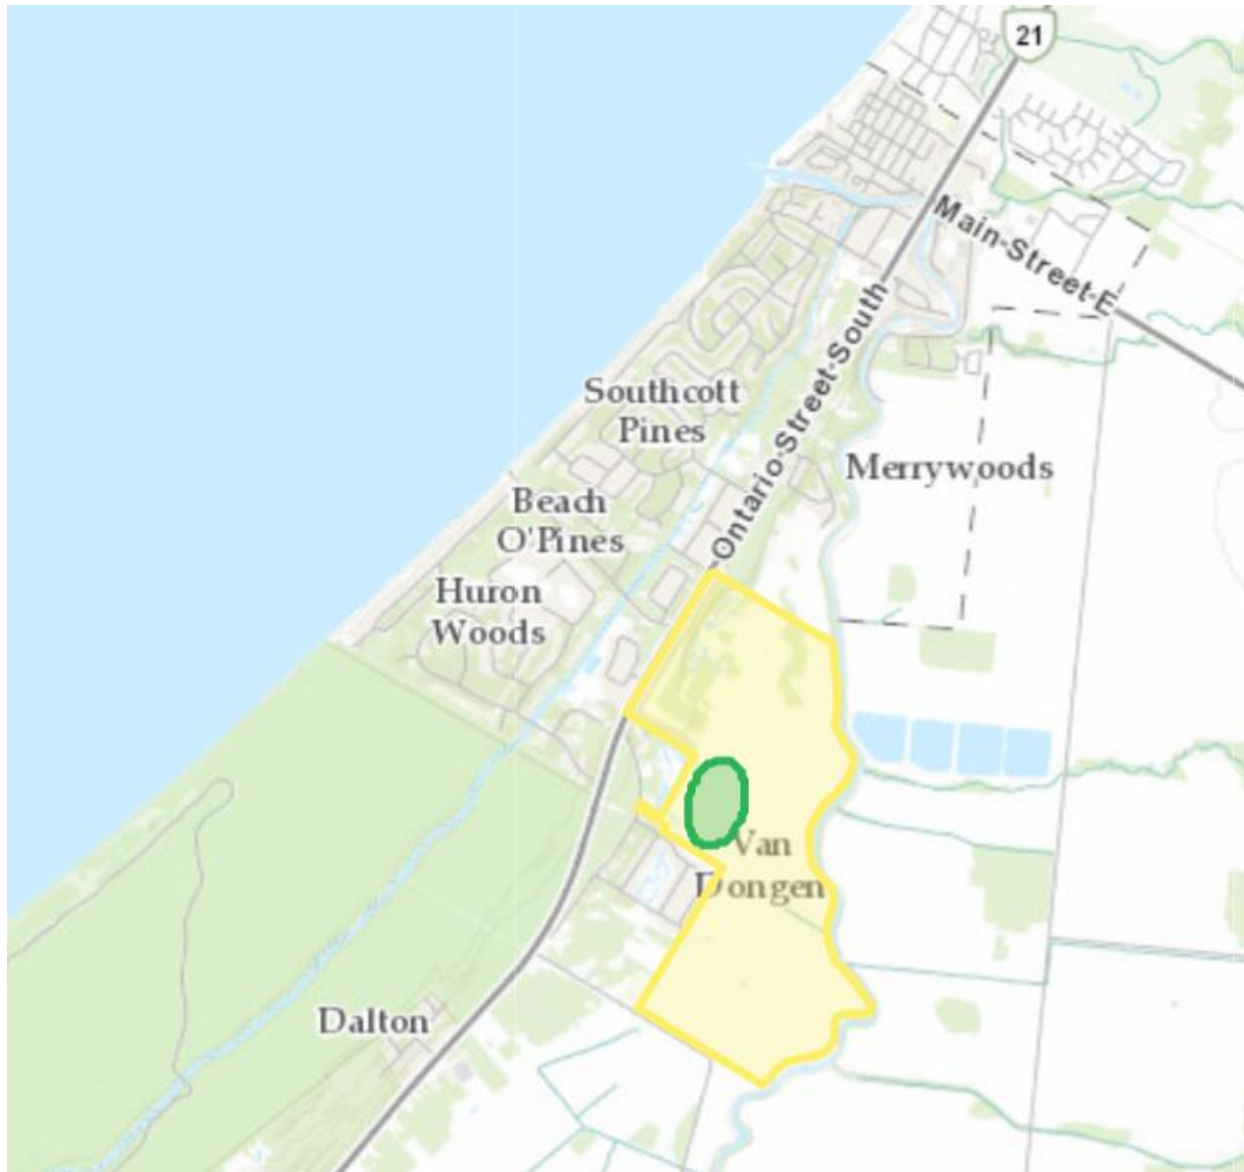 21
Main-Street-E
Ontario-Street-South
Southcott
Pines
Merrywoods
Beach
O'Pines
Huron
Woods
Van
Dongen
Dalton